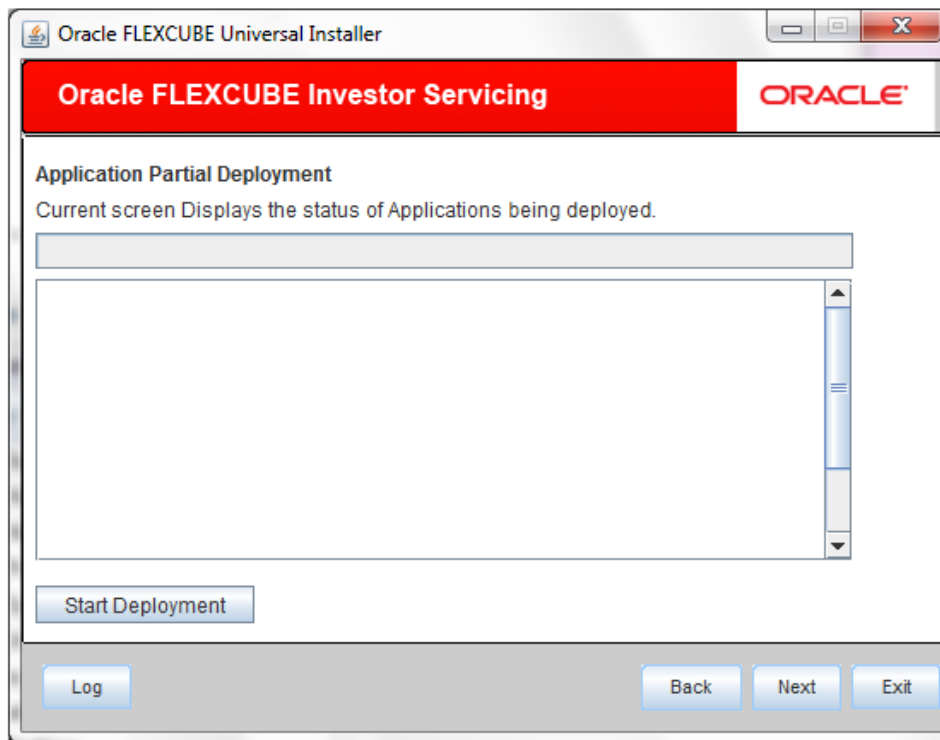 Oracle FLEXCUBE Universal Installer
Oracle FLEXCUBE Investor Servicing
ORACLE
Application Partial Deployment
Current screen Displays the status of Applications being deployed.
Start Deployment
Log
Back
Next
Exit